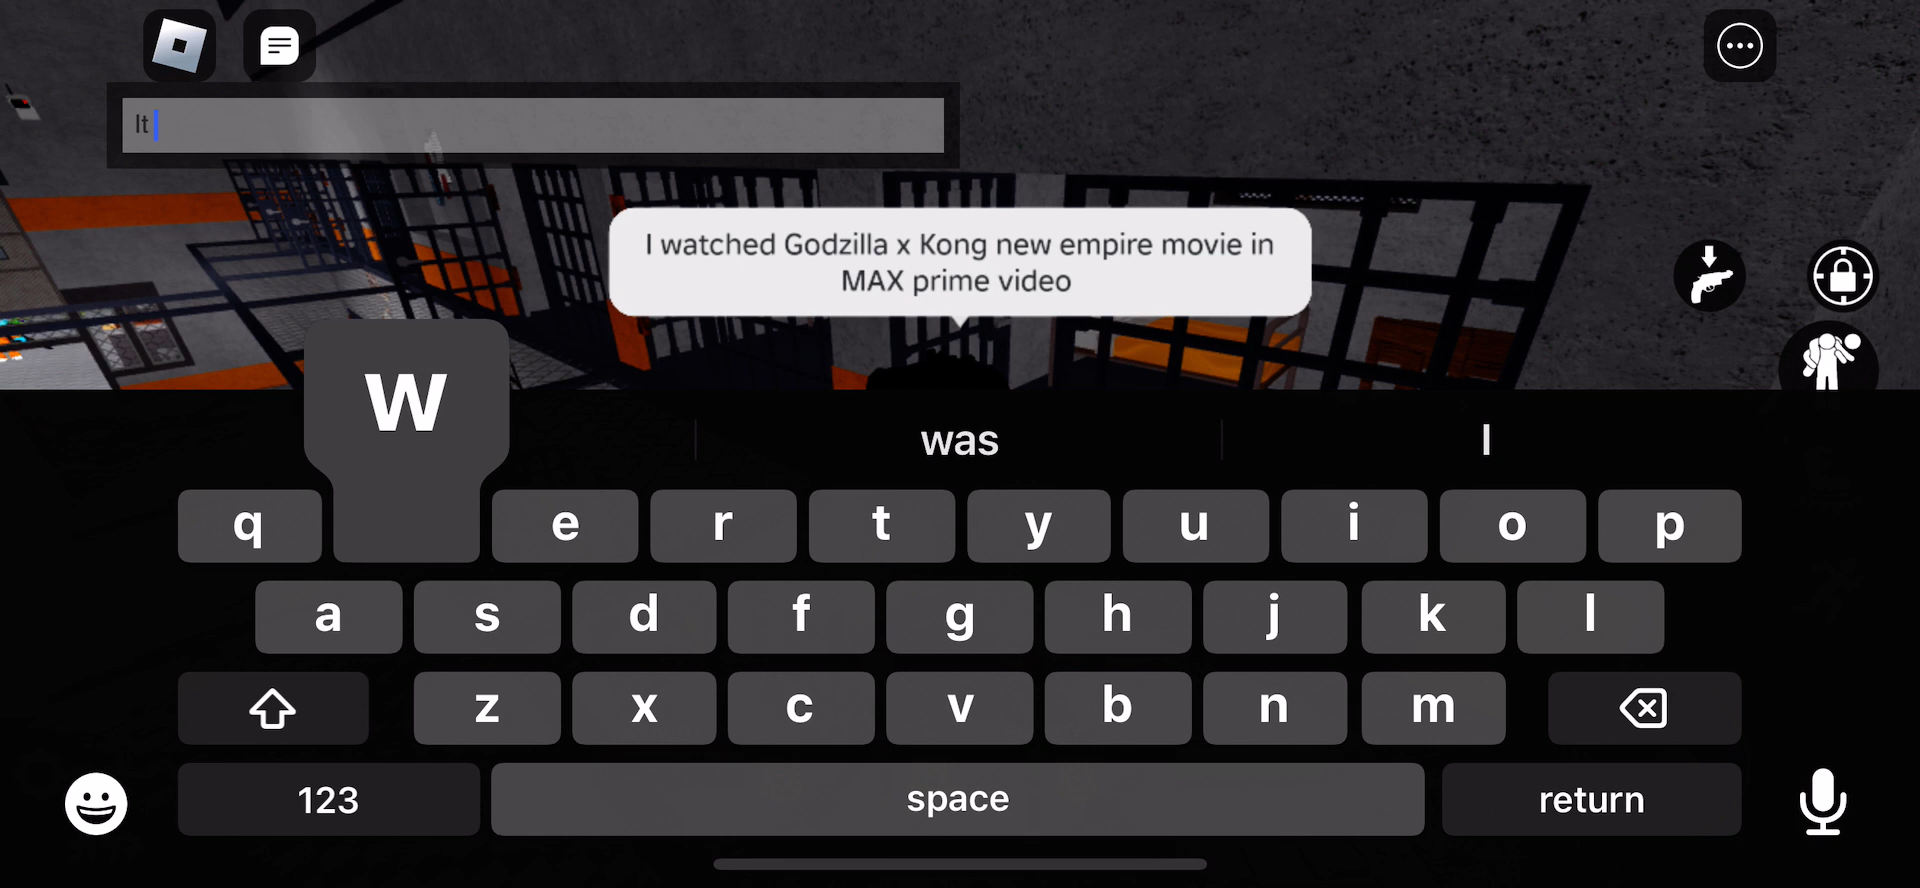 It
I watched Godzilla x Kong new empire movie in
MAX prime video
W
was
I
q e r t y u i o p
a s d f g h j k l
z x c v b n m
123 space return